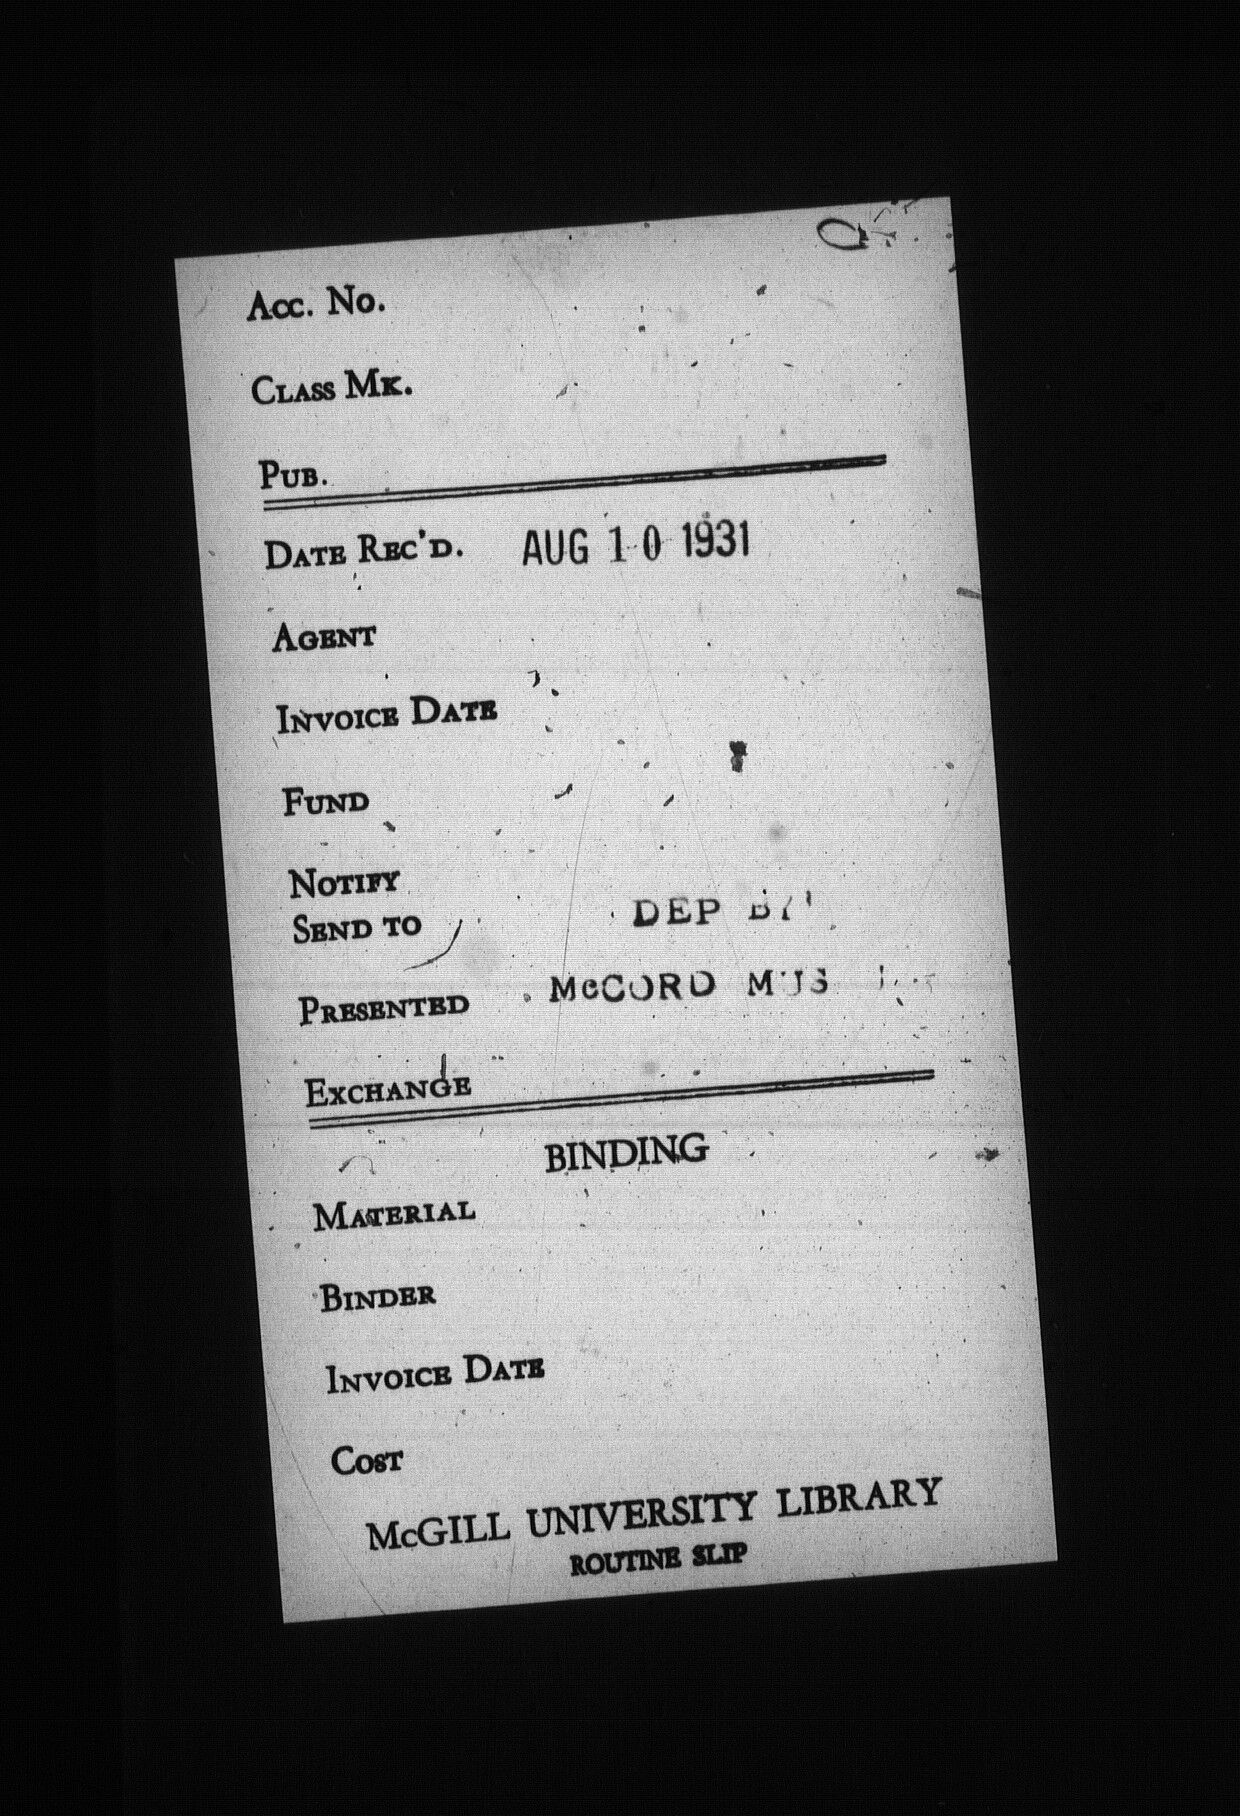 Acc. No.
Class Mk.
Pub.
Date Rec'd. AUG 10 1931
Agent
Invoice Date
Fund
Notify
Send to
DEP
Presented McCORD
Exchange
BINDING
Material
Binder
Invoice Date
Cost
McGILL UNIVERSITY LIBRARY
ROUTINE SLIP